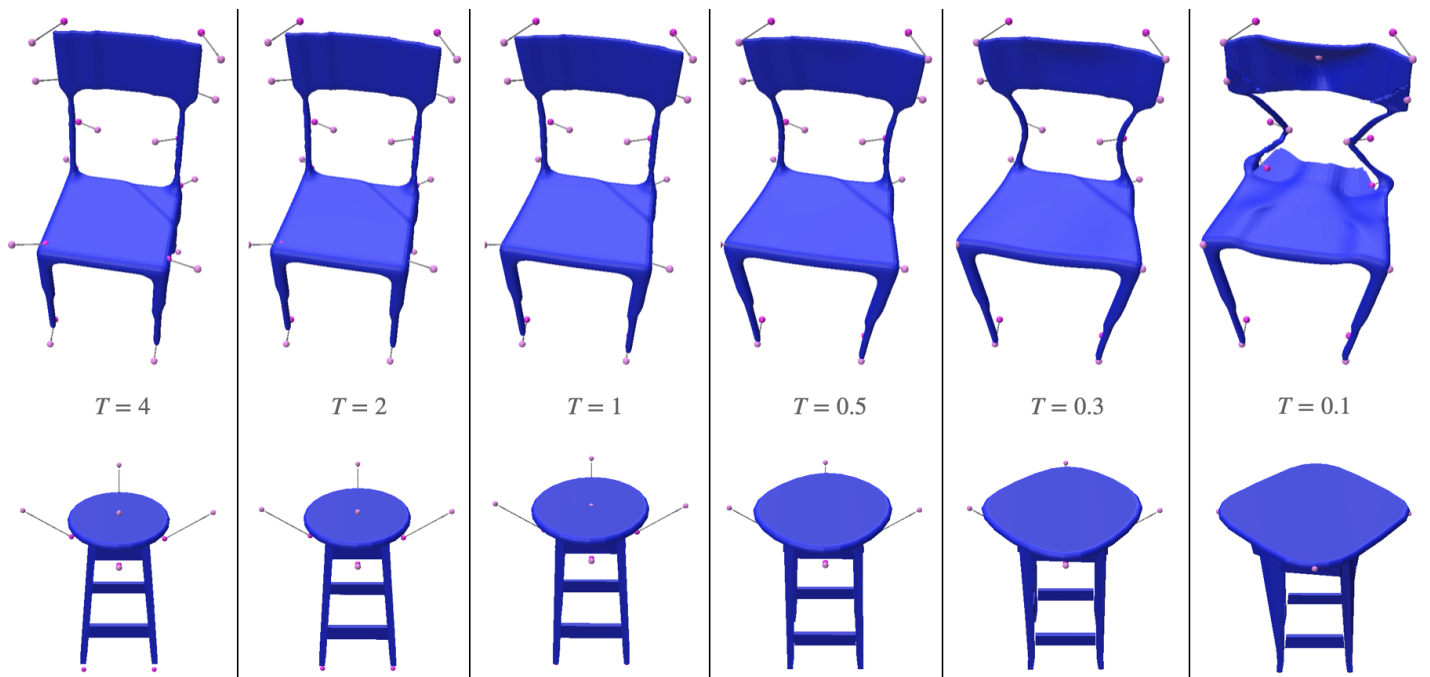 T = 4 T = 2 T = 1 T = 0.5 T = 0.3 T = 0.1